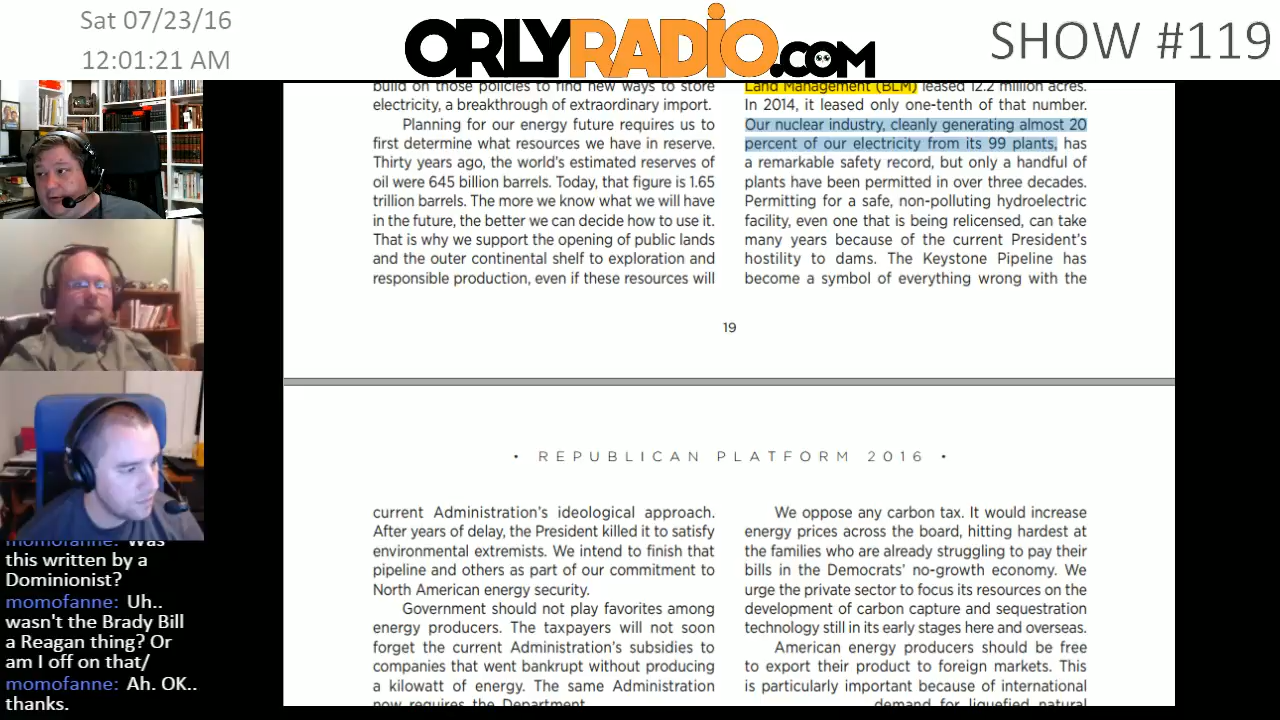 Sat 07/23/16
12:01:21 AM
ORLYRADIO.COM
SHOW #119
build on those policies to find new ways to store
electricity, a breakthrough of extraordinary import.
Planning for our energy future requires us to
first determine what resources we have in reserve.
Thirty years ago, the world's estimated reserves of
oil were 645 billion barrels. Today, that figure is 1.65
trillion barrels. The more we know what we will have
in the future, the better we can decide how to use it.
That is why we support the opening of public lands
and the outer continental shelf to exploration and
responsible production, even if these resources will
Land Management (BLM) leased 12.2 million acres.
In 2014, it leased only one-tenth of that number.
Our nuclear industry, cleanly generating almost 20
percent of our electricity from its 99 plants, has
a remarkable safety record, but only a handful of
plants have been permitted in over three decades.
Permitting for a safe, non-polluting hydroelectric
facility, even one that is being relicensed, can take
many years because of the current President's
hostility to dams. The Keystone Pipeline has
become a symbol of everything wrong with the
19
• REPUBLICAN PLATFORM 2016 •
current Administration's ideological approach.
After years of delay, the President killed it to satisfy
environmental extremists. We intend to finish that
pipeline and others as part of our commitment to
North American energy security.
Government should not play favorites among
energy producers. The taxpayers will not soon
forget the current Administration's subsidies to
companies that went bankrupt without producing
a kilowatt of energy. The same Administration
now requires the Department
We oppose any carbon tax. It would increase
energy prices across the board, hitting hardest at
the families who are already struggling to pay their
bills in the Democrats' no-growth economy. We
urge the private sector to focus its resources on the
development of carbon capture and sequestration
technology still in its early stages here and overseas.
American energy producers should be free
to export their product to foreign markets. This
is particularly important because of international
demand for liquefied natural
momofanne: Was
this written by a
Dominionist?
momofanne: Uh..
wasn't the Brady Bill
a Reagan thing? Or
am I off on that/
momofanne: Ah. OK..
thanks.